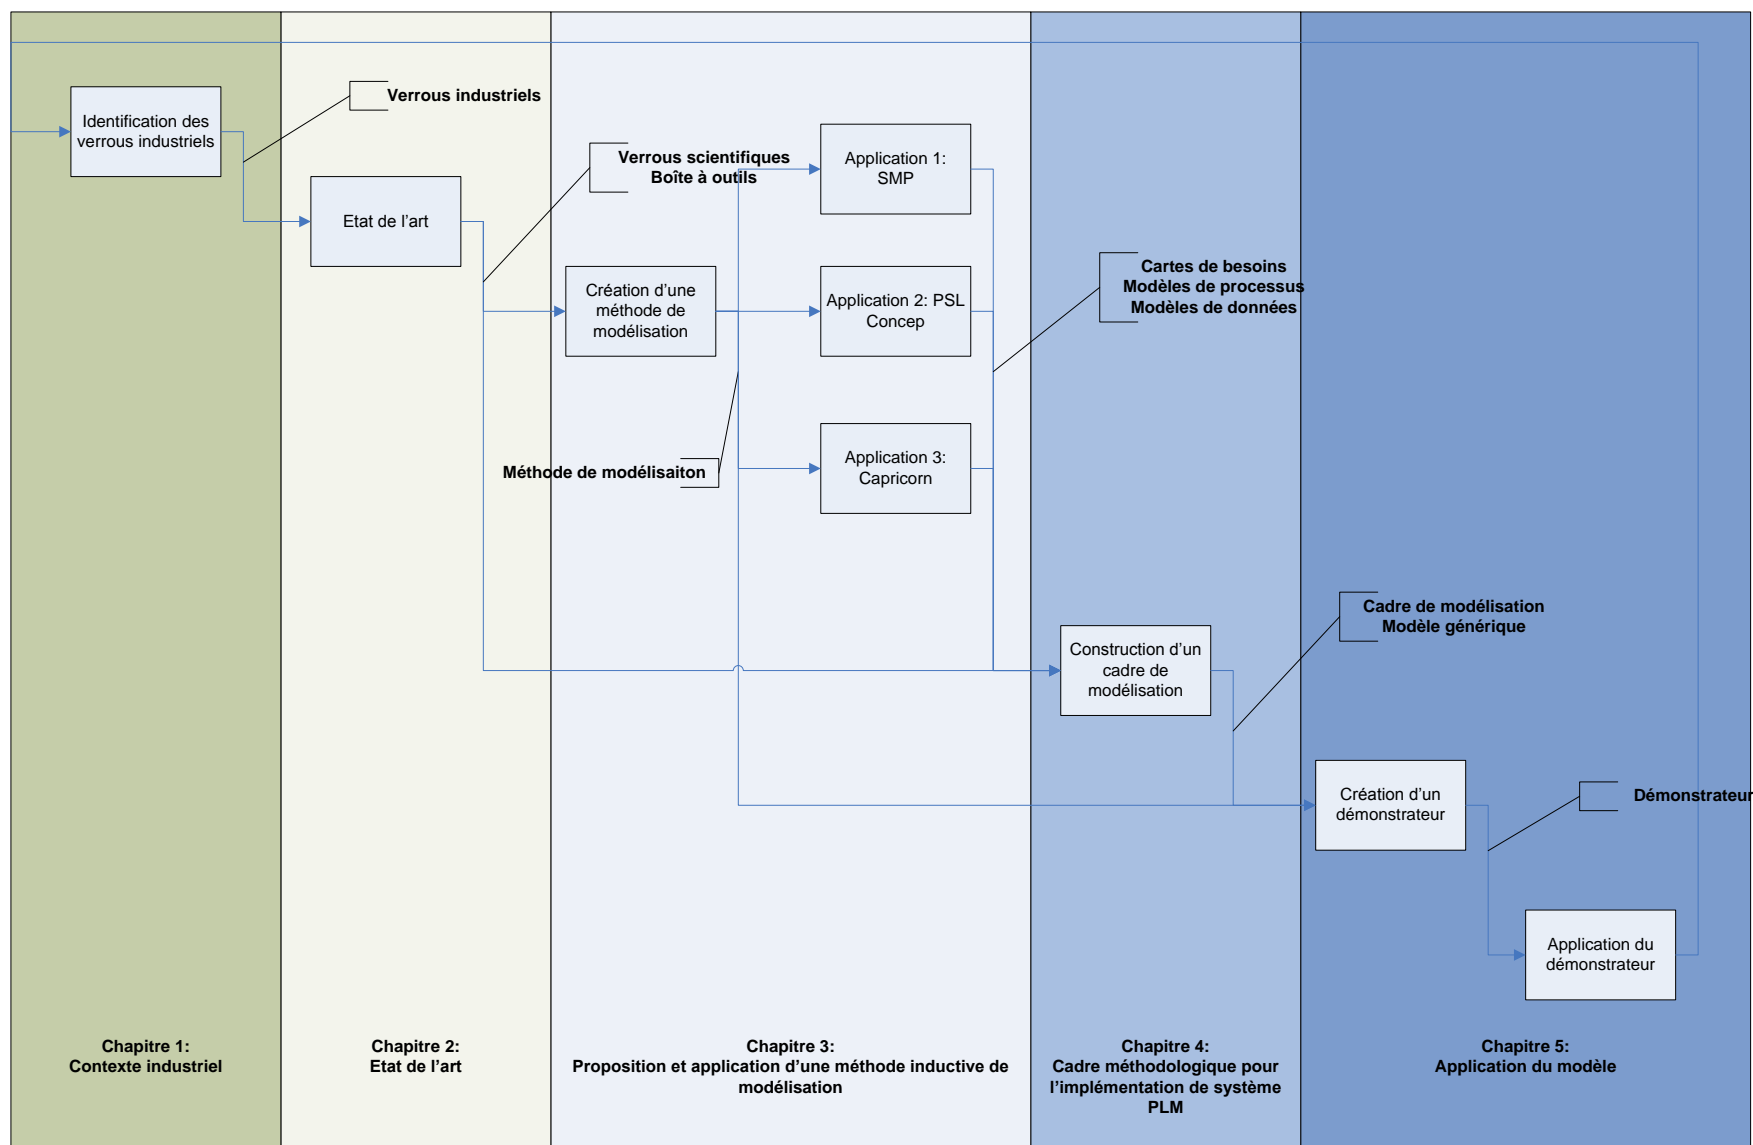 Verrous industriels
Identification des
verrous industriels
Verrous scientifiques
Boîte à outils
Application 1:
SMP
Etat de l’art
Cartes de besoins
Modèles de processus
Modèles de données
Création d’une
méthode de
modélisation
Application 2: PSL
Concep
Méthode de modélisaiton
Application 3:
Capricorn
Cadre de modélisation
Modèle générique
Construction d’un
cadre de
modélisation
Création d’un
démonstrateur
Démonstrateur
Application du
démonstrateur
Chapitre 1:
Contexte industriel
Chapitre 2:
Etat de l’art
Chapitre 3:
Proposition et application d’une méthode inductive de
modélisation
Chapitre 4:
Cadre méthodologique pour
l’implémentation de système
PLM
Chapitre 5:
Application du modèle